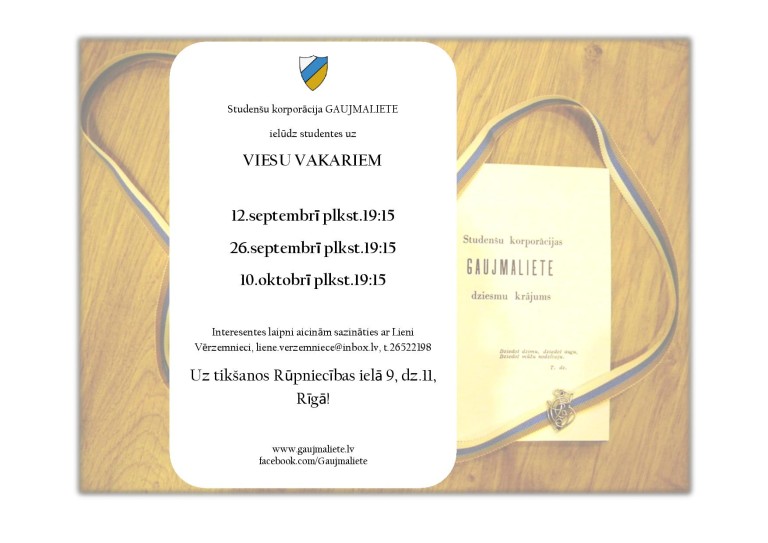 Studenšu korporācija GAUJMALIETE
ielūdz studentes uz
VIESU VAKARIEM
12.septembrī plkst.19:15
26.septembrī plkst.19:15
10.oktobrī plkst.19:15
Interesentes laipni aicinām sazināties ar Lieni
Vērzemnieci, liene.verzemniece@inbox.lv, t.26522198
Uz tikšanos Rūpniecības ielā 9, dz.11,
Rīgā!
www.gaujmaliete.lv
facebook.com/Gaujmaliete
Studenšu korporācijas
GAUJMALIETE
dziesmu krājums